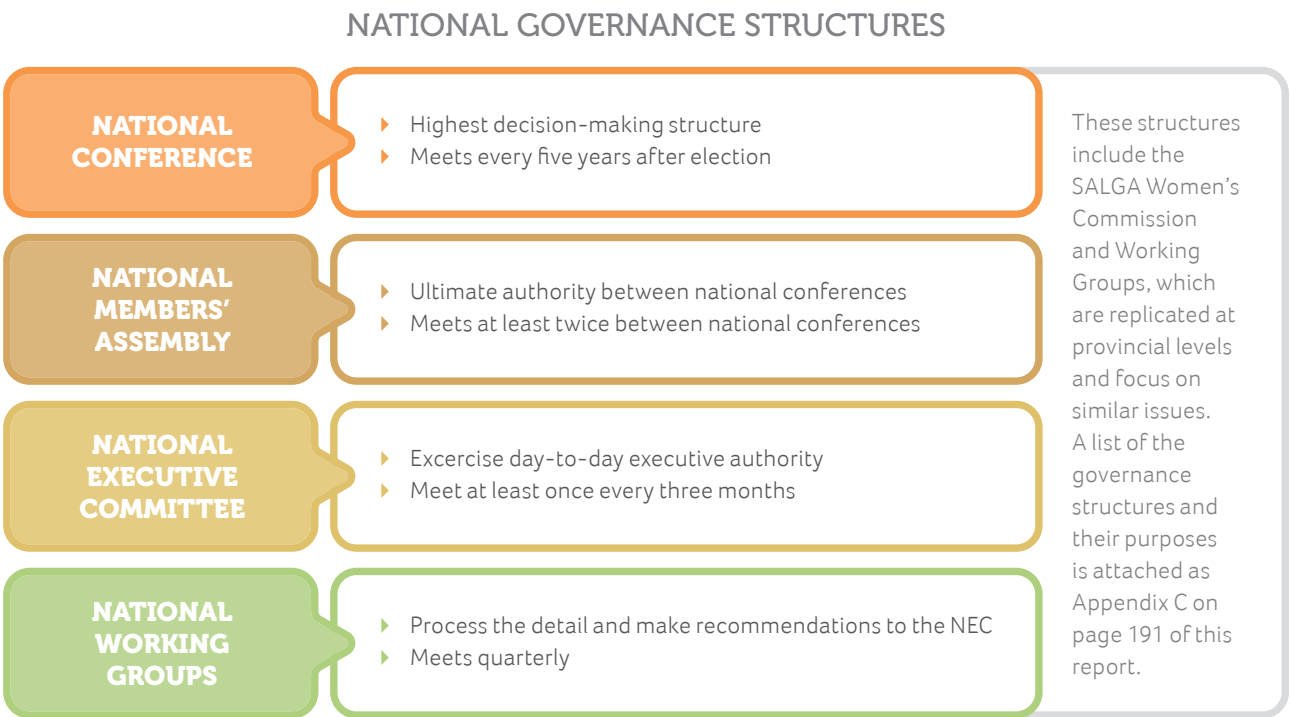 NATIONAL GOVERNANCE STRUCTURES
NATIONAL
CONFERENCE
Highest decision-making structure
Meets every five years after election
NATIONAL
MEMBERS’
ASSEMBLY
Ultimate authority between national conferences
Meets at least twice between national conferences
NATIONAL
EXECUTIVE
COMMITTEE
Excercise day-to-day executive authority
Meet at least once every three months
NATIONAL
WORKING
GROUPS
Process the detail and make recommendations to the NEC
Meets quarterly
These structures
include the
SALGA Women’s
Commission
and Working
Groups, which
are replicated at
provincial levels
and focus on
similar issues.
A list of the
governance
structures and
their purposes
is attached as
Appendix C on
page 191 of this
report.